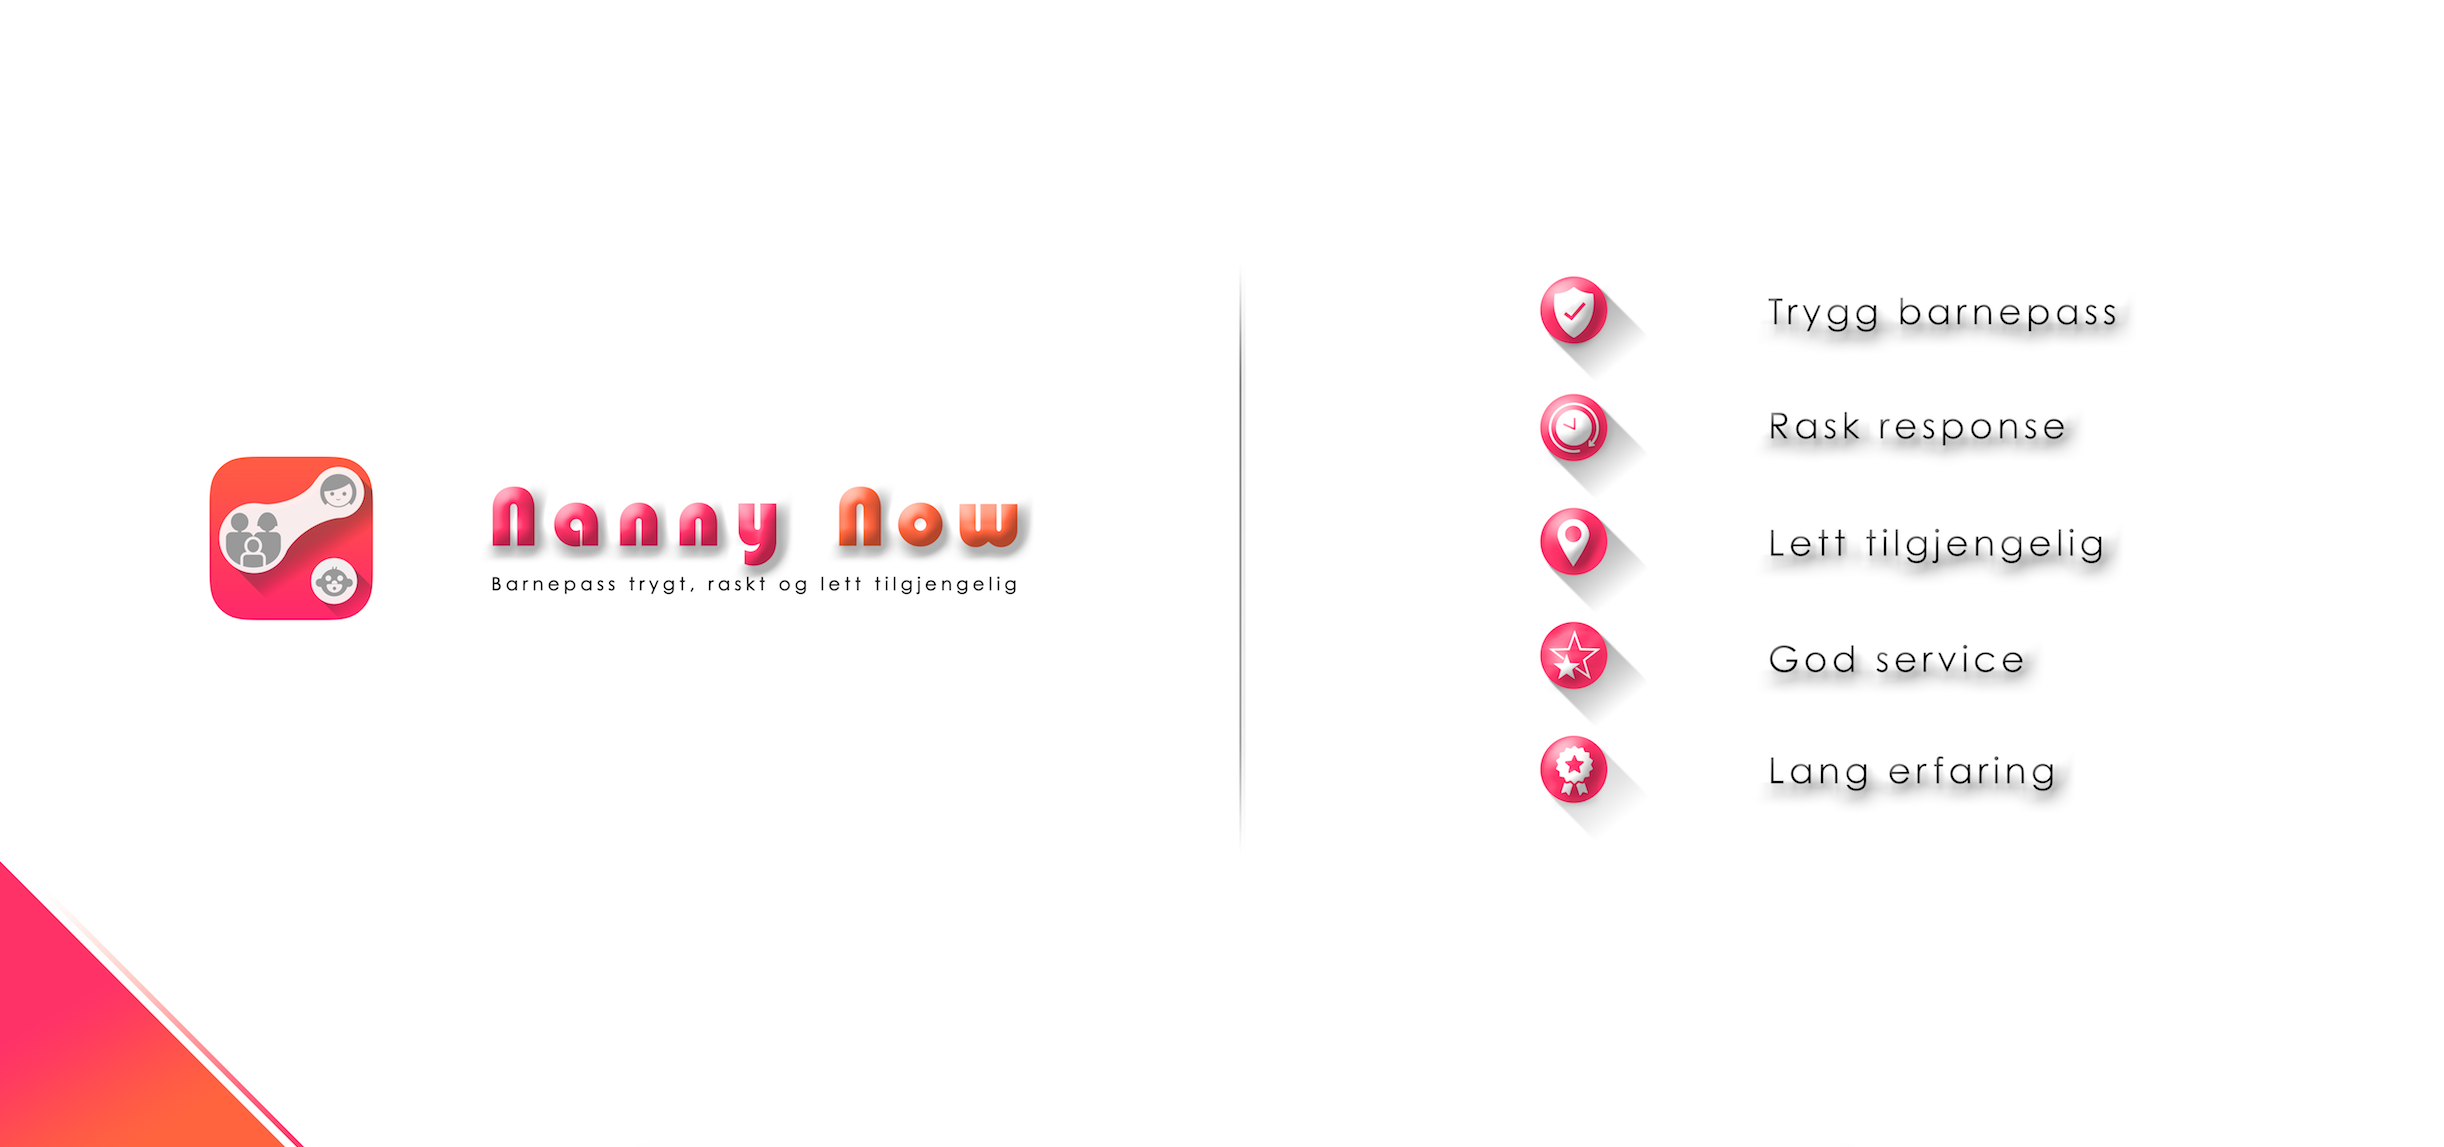 Nanny Now
Barnepass trygt, raskt og lett tilgjengelig
Trygg barnepass
Rask response
Lett tilgjengelig
God service
Lang erfaring